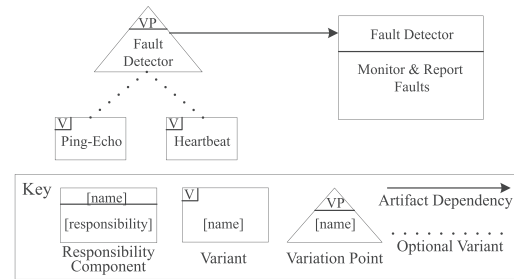 VP
Fault
Detector
Fault Detector
Monitor & Report
Faults
V
Ping-Echo
V
Heartbeat
Key
[name]
[responsibility]
Responsibility
Component
V
[name]
Variant
VP
[name]
Variation Point
Artifact Dependency
Optional Variant